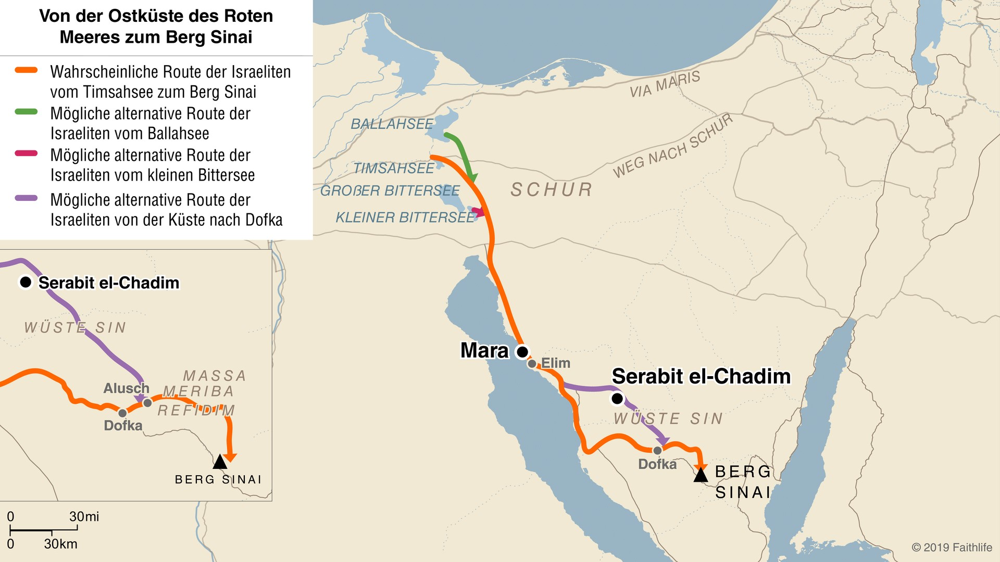 Von der Ostküste des Roten
Meeres zum Berg Sinai
Wahrscheinliche Route der Israeliten
vom Timsahsee zum Berg Sinai
Mögliche alternative Route der
Israeliten vom Ballahsee
Mögliche alternative Route der
Israeliten vom kleinen Bittersee
Mögliche alternative Route der
Israeliten von der Küste nach Dofka
VIA MARIS
WEG NACH SCHUR
BALLAHSEE
TIMSAHSEE
GROßER BITTERSEE
KLEINER BITTERSEE
SCHUR
Mara
Elim
Serabit el-Chadim
WÜSTE SIN
Dofka
BERG
SINAI
Serabit el-Chadim
WÜSTE SIN
MASSA
Alusch
MERIBA
REFIDIM
Dofka
BERG SINAI
0 30mi
0 30km
© 2019 Faithlife